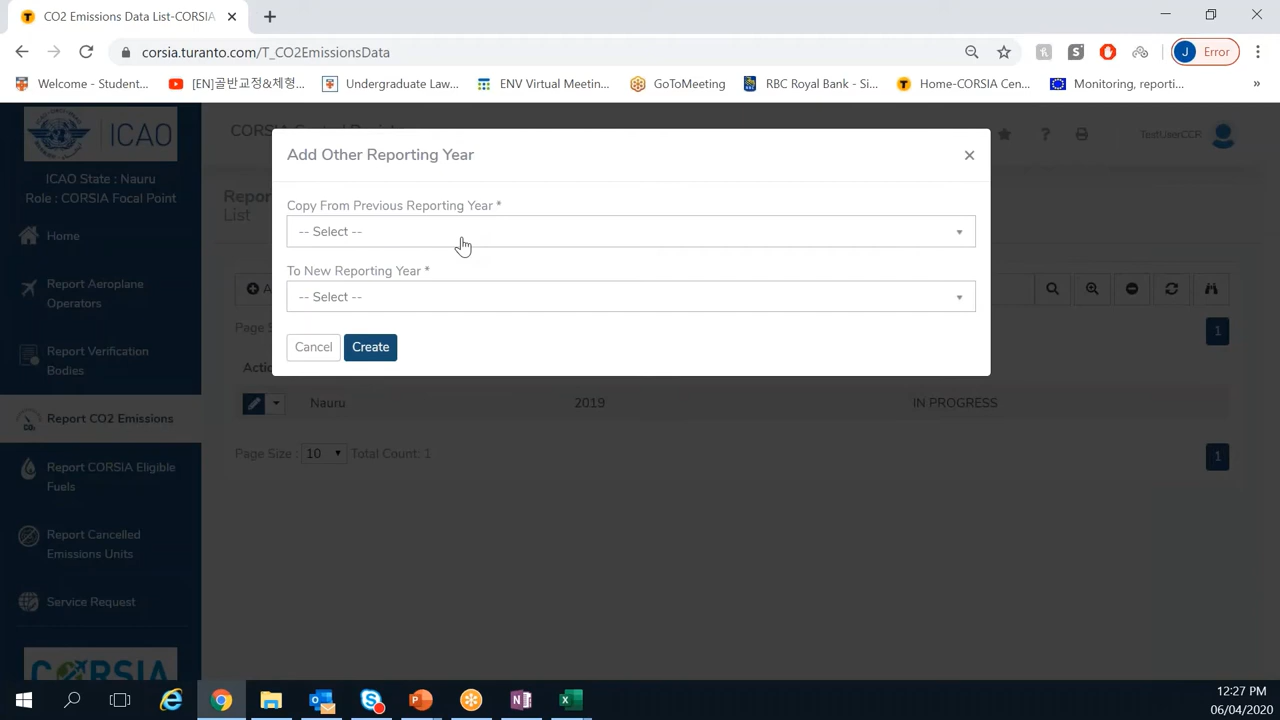 CO2 Emissions Data List-CORSIA
corsia.turanto.com/T_CO2EmissionsData
J Error
Welcome - Student...
[EN]골반교정&체형...
Undergraduate Law...
ENV Virtual Meetin...
GoToMeeting
RBC Royal Bank - Si...
Home-CORSIA Cen...
Monitoring, reporti...
»
ICAO
ICAO State : Nauru
Role : CORSIA Focal Point
Home
Report Aeroplane
Operators
Report Verification
Bodies
Report CO2 Emissions
Report CORSIA Eligible
Fuels
Report Cancelled
Emissions Units
Service Request
CORSIA
TestUserCCR
List
Add Other Reporting Year
Copy From Previous Reporting Year *
-- Select --
To New Reporting Year *
-- Select --
Cancel Create
1
Nauru 2019 IN PROGRESS
Page Size : 10 Total Count: 1
1
12:27 PM
06/04/2020